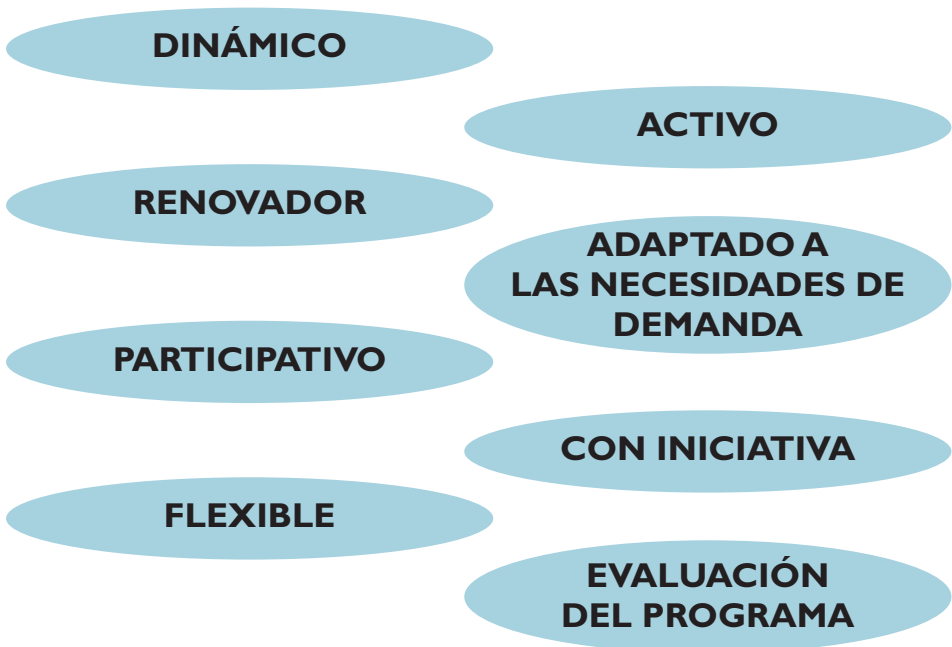 DINÁMICO
ACTIVO
RENOVADOR
ADAPTADO A
LAS NECESIDADES DE
DEMANDA
PARTICIPATIVO
CON INICIATIVA
FLEXIBLE
EVALUACIÓN
DEL PROGRAMA